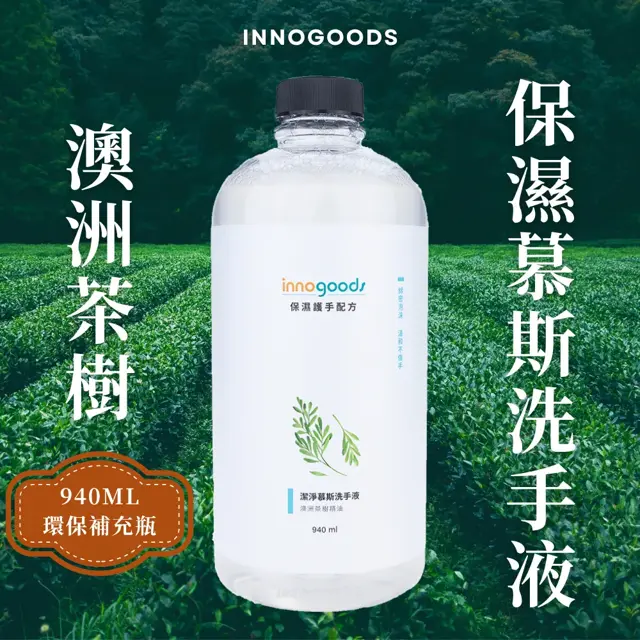 INNOGOODS
保濕慕斯洗手液
澳洲茶樹
innogoods
保濕護手配方
潔淨慕斯洗手液
澳洲茶樹精油
940 ml
940ML
環保補充瓶